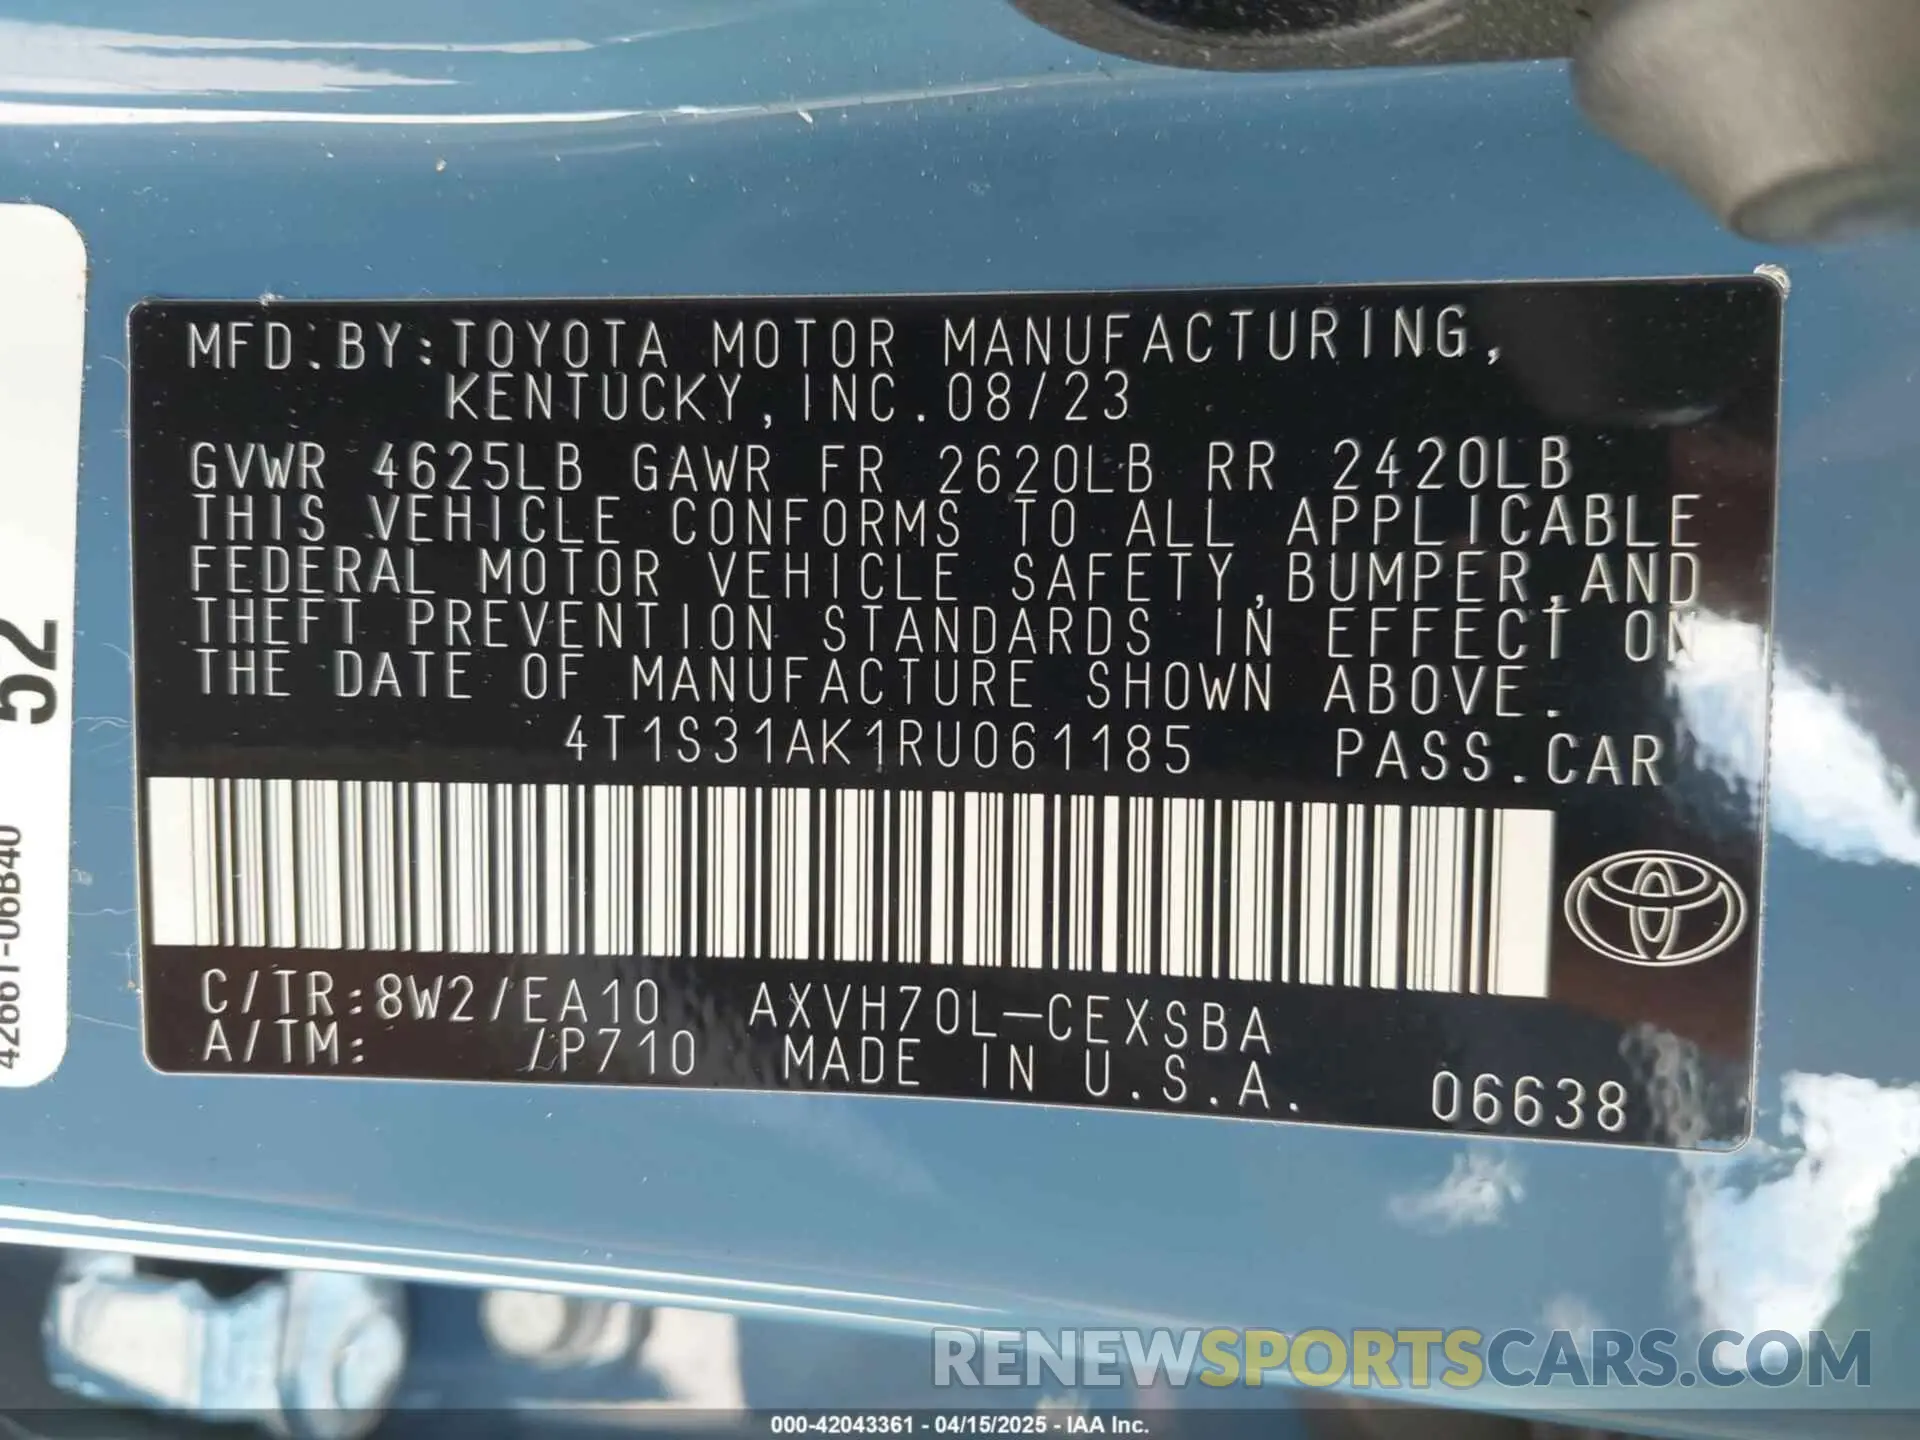 MFD.BY:TOYOTA MOTOR MANUFACTURING,
KENTUCKY,INC.08/23
GVWR 4625LB GAWR FR 2620LB RR 2420LB
THIS VEHICLE CONFORMS TO ALL APPLICABLE
FEDERAL MOTOR VEHICLE SAFETY,BUMPER,AND
THEFT PREVENTION STANDARDS IN EFFECT ON
THE DATE OF MANUFACTURE SHOWN ABOVE.
4T1S31AK1RU061185 PASS.CAR
C/TR:8W2/EA10 AXVH70L-CEXSBA
A/TM: /P710 MADE IN U.S.A.
06638
52
42661-06B40
RENEWSPORTSCARS.COM
000-42043361 - 04/15/2025 - IAA Inc.